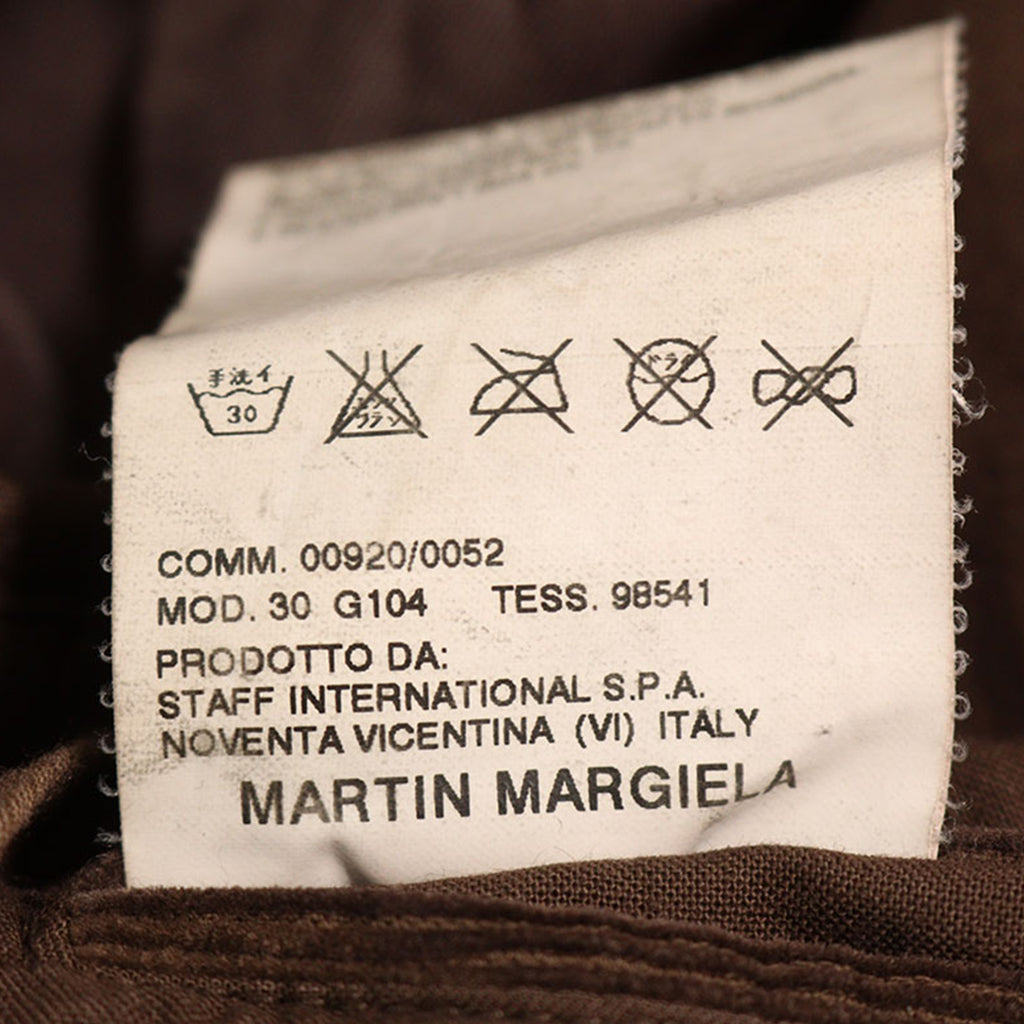 手洗イ
30
ドライ
COMM. 00920/0052
MOD. 30 G104 TESS. 98541
PRODOTTO DA:
STAFF INTERNATIONAL S.P.A.
NOVENTA VICENTINA (VI) ITALY
MARTIN MARGIELA